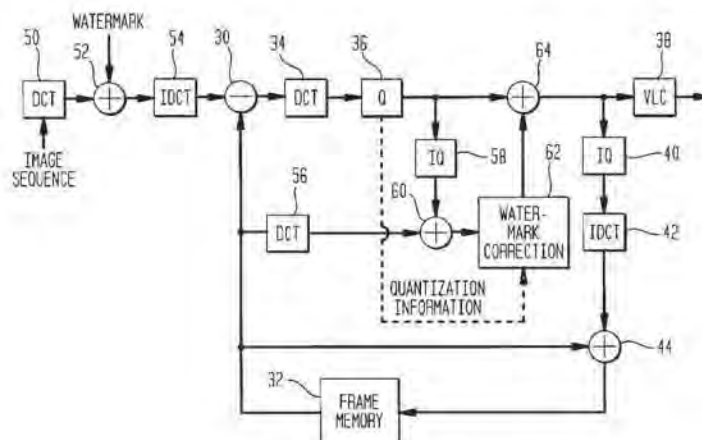 WATERMARK
50
52
54
30
34
36
64
38
DCT
IDCT
DCT
Q
VLC
IMAGE
SEQUENCE
IQ
58
62
IQ
40
56
60
DCT
WATER-
MARK
CORRECTION
IDCT
42
QUANTIZATION
INFORMATION
44
32
FRAME
MEMORY